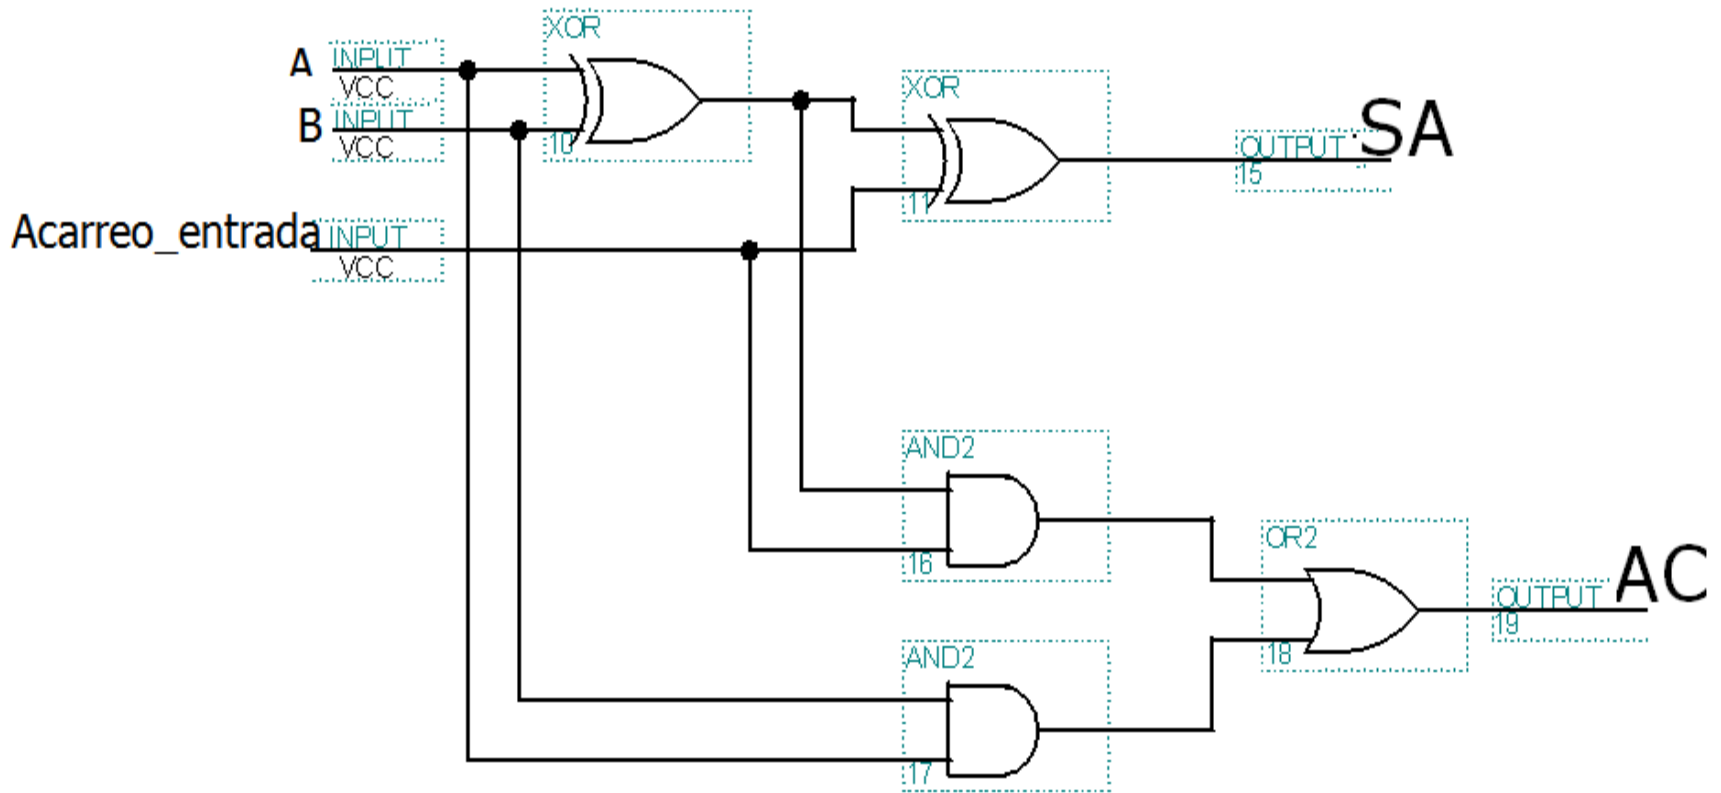 XOR
A INPUT
VCC
B INPUT
VCC
10
XOR
11
OUTPUT SA
15
Acarreo_entrada INPUT
VCC
AND2
16
OR2
18
OUTPUT AC
19
AND2
17